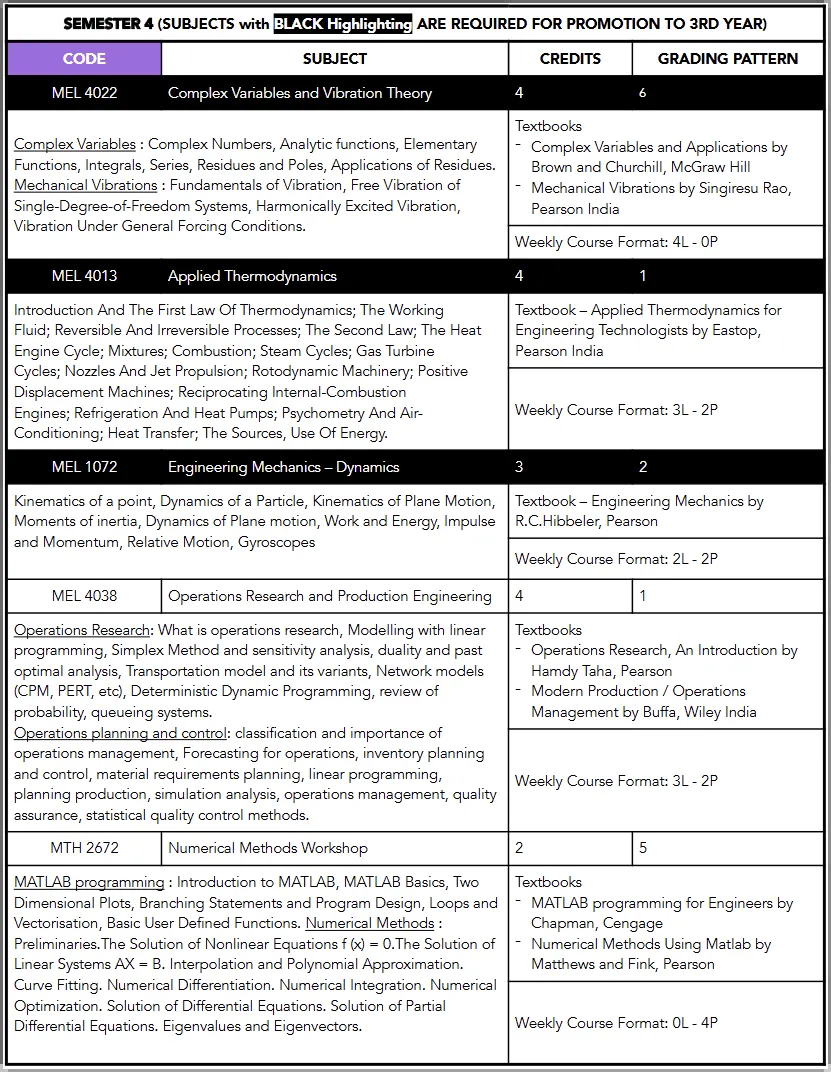 SEMESTER 4 (SUBJECTS with BLACK Highlighting ARE REQUIRED FOR PROMOTION TO 3RD YEAR)
CODE SUBJECT CREDITS GRADING PATTERN
MEL 4022 Complex Variables and Vibration Theory 4 6
Complex Variables : Complex Numbers, Analytic functions, Elementary
Functions, Integrals, Series, Residues and Poles, Applications of Residues.
Mechanical Vibrations : Fundamentals of Vibration, Free Vibration of
Single-Degree-of-Freedom Systems, Harmonically Excited Vibration,
Vibration Under General Forcing Conditions.
Textbooks
- Complex Variables and Applications by
Brown and Churchill, McGraw Hill
- Mechanical Vibrations by Singiresu Rao,
Pearson India
Weekly Course Format: 4L - 0P
MEL 4013 Applied Thermodynamics 4 1
Introduction And The First Law Of Thermodynamics; The Working
Fluid; Reversible And Irreversible Processes; The Second Law; The Heat
Engine Cycle; Mixtures; Combustion; Steam Cycles; Gas Turbine
Cycles; Nozzles And Jet Propulsion; Rotodynamic Machinery; Positive
Displacement Machines; Reciprocating Internal-Combustion
Engines; Refrigeration And Heat Pumps; Psychometry And Air-
Conditioning; Heat Transfer; The Sources, Use Of Energy.
Textbook – Applied Thermodynamics for
Engineering Technologists by Eastop,
Pearson India
Weekly Course Format: 3L - 2P
MEL 1072 Engineering Mechanics – Dynamics 3 2
Kinematics of a point, Dynamics of a Particle, Kinematics of Plane Motion,
Moments of inertia, Dynamics of Plane motion, Work and Energy, Impulse
and Momentum, Relative Motion, Gyroscopes
Textbook – Engineering Mechanics by
R.C.Hibbeler, Pearson
Weekly Course Format: 2L - 2P
MEL 4038 Operations Research and Production Engineering 4 1
Operations Research: What is operations research, Modelling with linear
programming, Simplex Method and sensitivity analysis, duality and past
optimal analysis, Transportation model and its variants, Network models
(CPM, PERT, etc), Deterministic Dynamic Programming, review of
probability, queueing systems.
Operations planning and control: classification and importance of
operations management, Forecasting for operations, inventory planning
and control, material requirements planning, linear programming,
planning production, simulation analysis, operations management, quality
assurance, statistical quality control methods.
Textbooks
- Operations Research, An Introduction by
Hamdy Taha, Pearson
- Modern Production / Operations
Management by Buffa, Wiley India
Weekly Course Format: 3L - 2P
MTH 2672 Numerical Methods Workshop 2 5
MATLAB programming : Introduction to MATLAB, MATLAB Basics, Two
Dimensional Plots, Branching Statements and Program Design, Loops and
Vectorisation, Basic User Defined Functions. Numerical Methods :
Preliminaries.The Solution of Nonlinear Equations f (x) = 0.The Solution of
Linear Systems AX = B. Interpolation and Polynomial Approximation.
Curve Fitting. Numerical Differentiation. Numerical Integration. Numerical
Optimization. Solution of Differential Equations. Solution of Partial
Differential Equations. Eigenvalues and Eigenvectors.
Textbooks
- MATLAB programming for Engineers by
Chapman, Cengage
- Numerical Methods Using Matlab by
Matthews and Fink, Pearson
Weekly Course Format: 0L - 4P